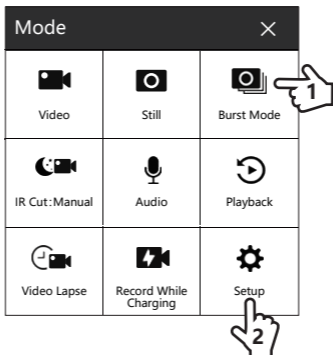 Mode
Video
Still
Burst Mode
1
IR Cut:Manual
Audio
Playback
Video Lapse
Record While
Charging
Setup
2